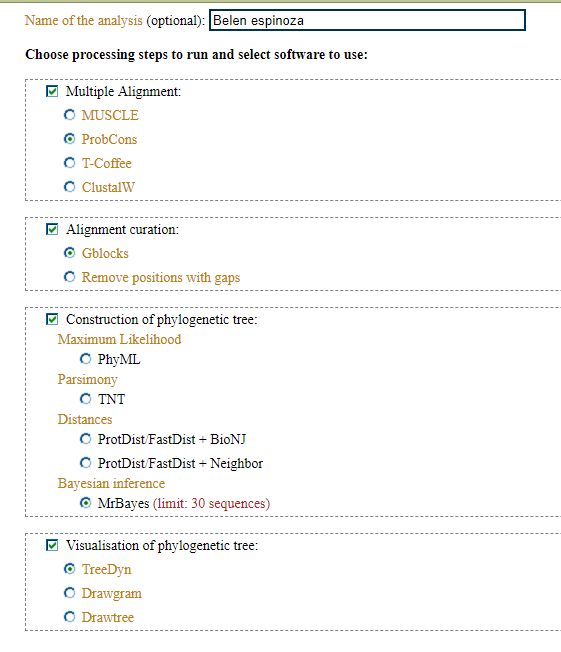 Name of the analysis (optional): Belen espinoza
Choose processing steps to run and select software to use:
Multiple Alignment:
MUSCLE
ProbCons
T-Coffee
ClustalW
Alignment curation:
Gblocks
Remove positions with gaps
Construction of phylogenetic tree:
Maximum Likelihood
PhyML
Parsimony
TNT
Distances
ProtDist/FastDist + BioNJ
ProtDist/FastDist + Neighbor
Bayesian inference
MrBayes (limit: 30 sequences)
Visualisation of phylogenetic tree:
TreeDyn
Drawgram
Drawtree